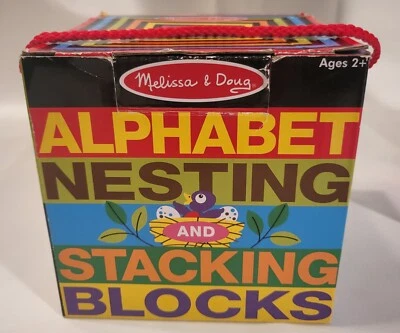 Melissa & Doug
Ages 2+
ALPHABET
NESTING
AND
STACKING
BLOCKS